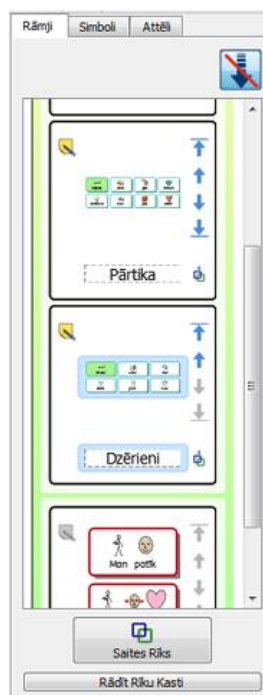 Rāmji Simboli Attēli
Pārtika
Dzērieni
Man patīk
Saites Rīks
Rādīt Rīku Kasti